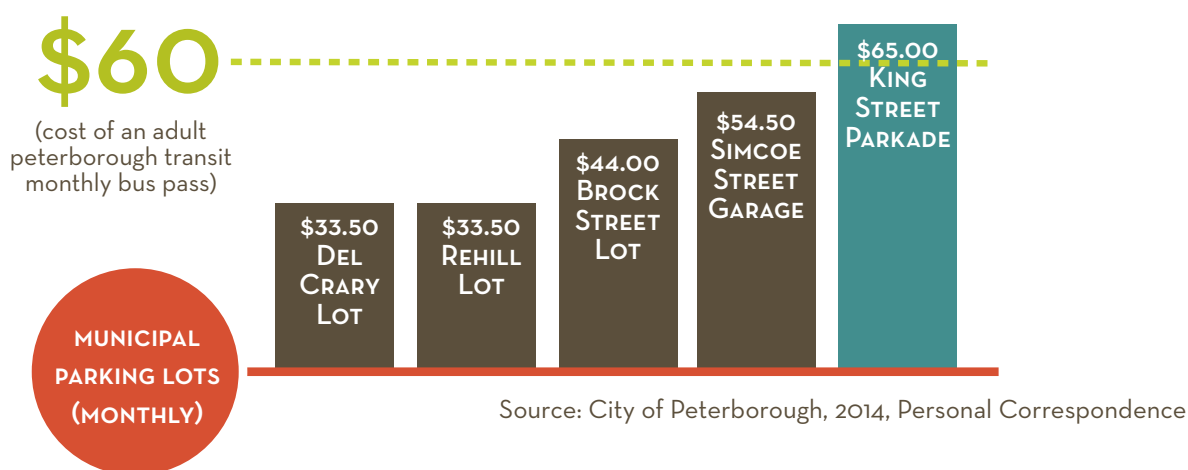 $60
(cost of an adult
peterborough transit
monthly bus pass)
$33.50
Del
Crary
Lot
$33.50
Rehill
Lot
$44.00
Brock
Street
Lot
$54.50
Simcoe
Street
Garage
$65.00
King
Street
Parkade
municipal
parking lots
(monthly)
Source: City of Peterborough, 2014, Personal Correspondence